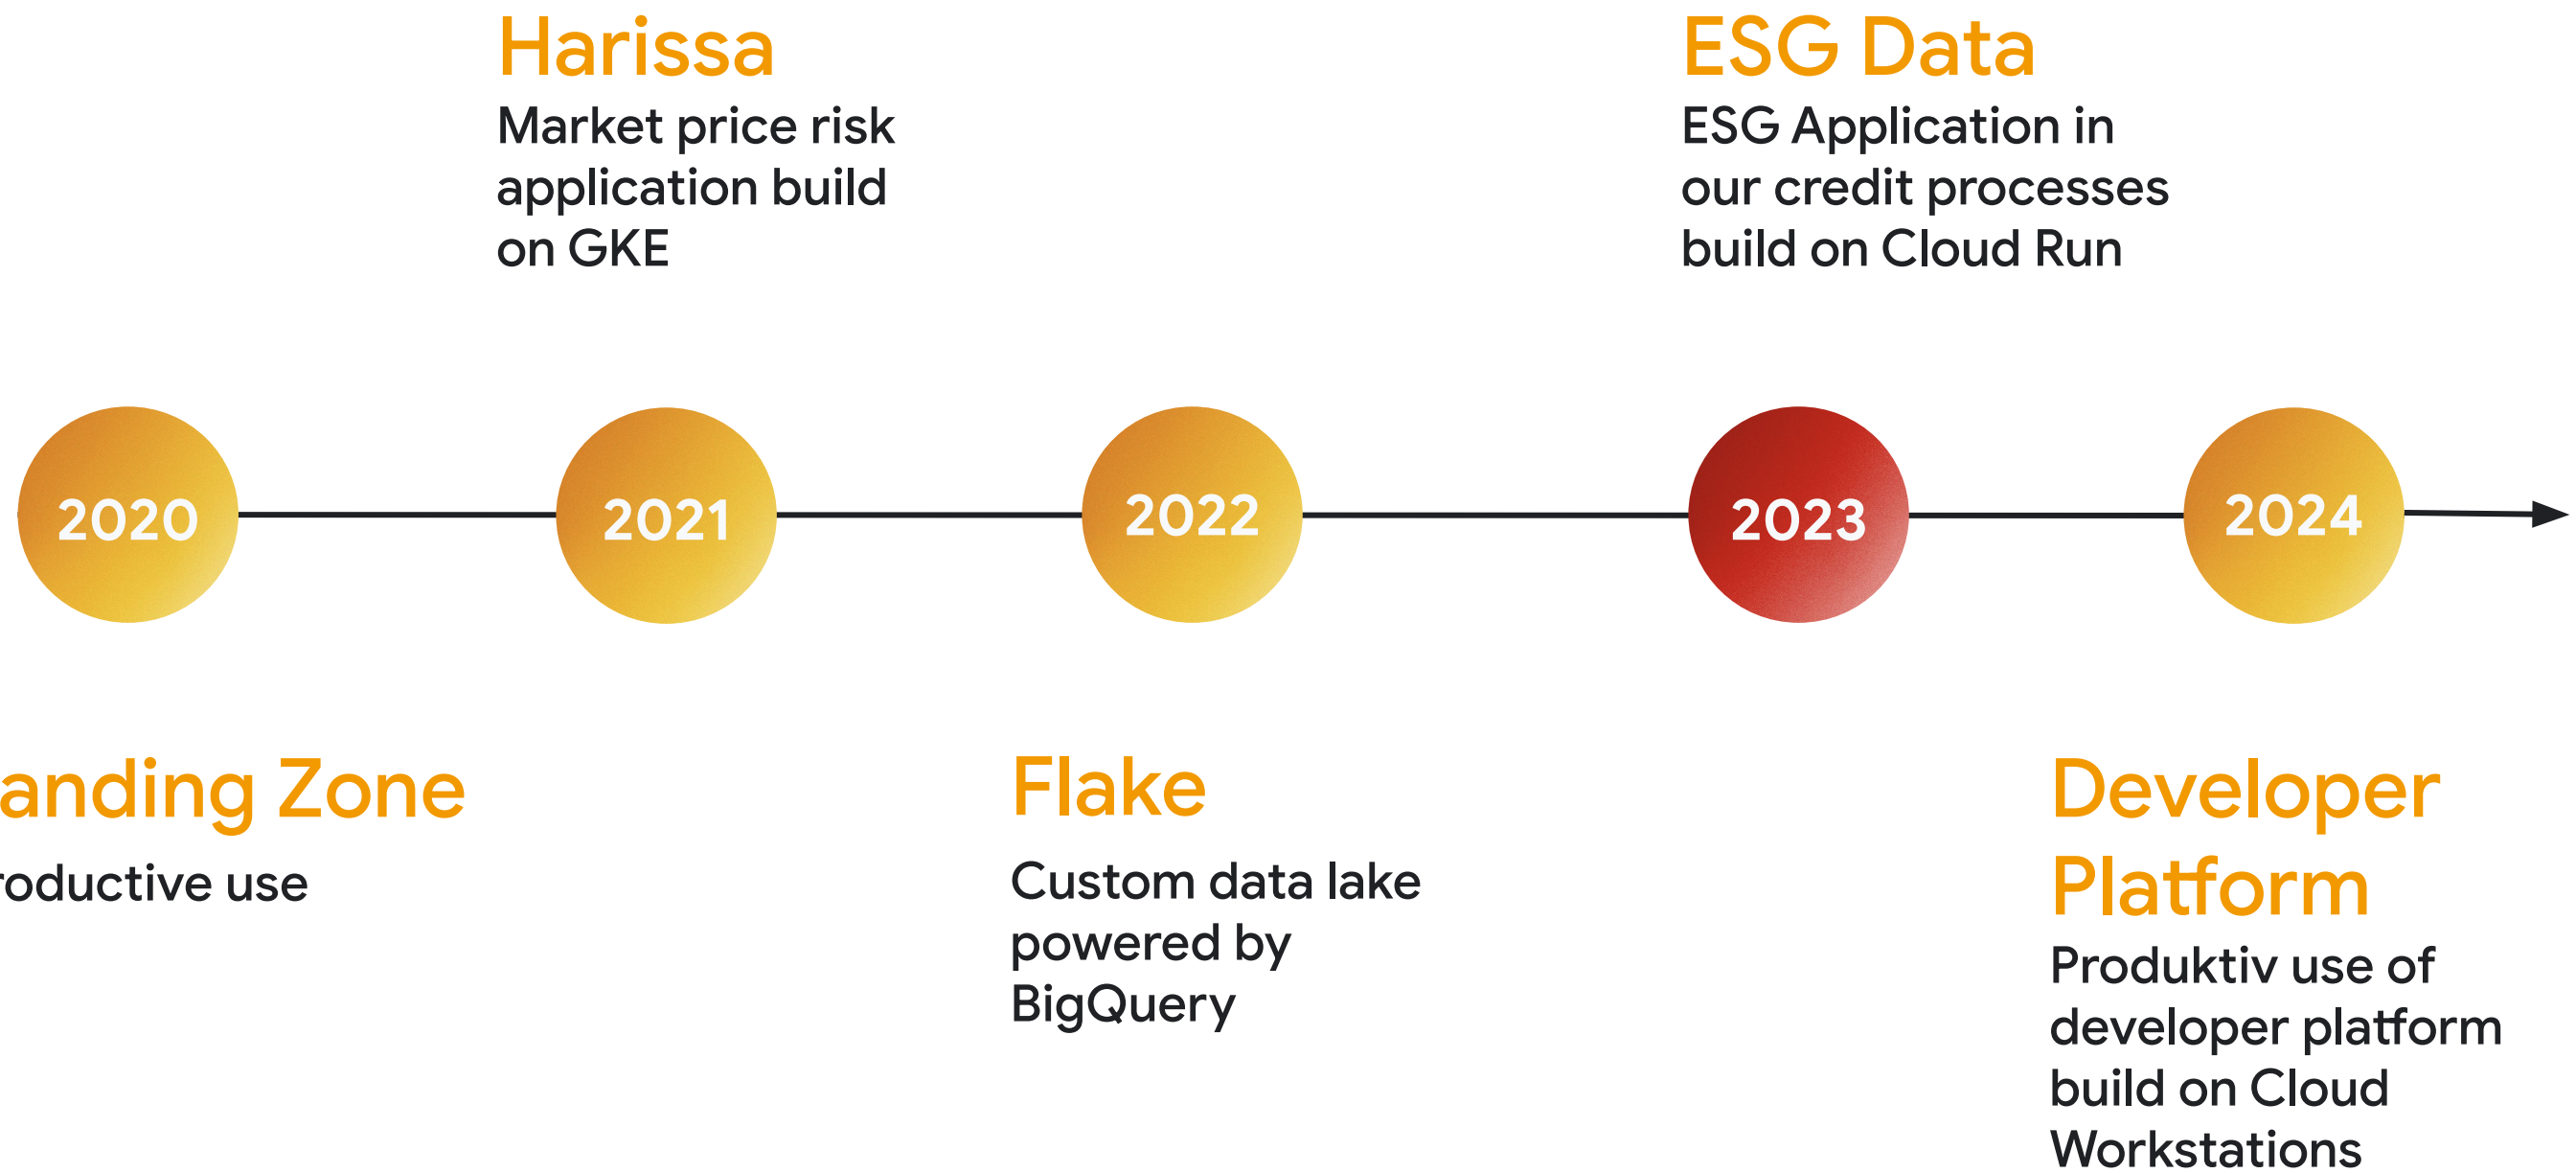 Harissa
Market price risk
application build
on GKE
ESG Data
ESG Application in
our credit processes
build on Cloud Run
2020
2021
2022
2023
2024
anding Zone
roductive use
Flake
Custom data lake
powered by
BigQuery
Developer
Platform
Produktiv use of
developer platform
build on Cloud
Workstations